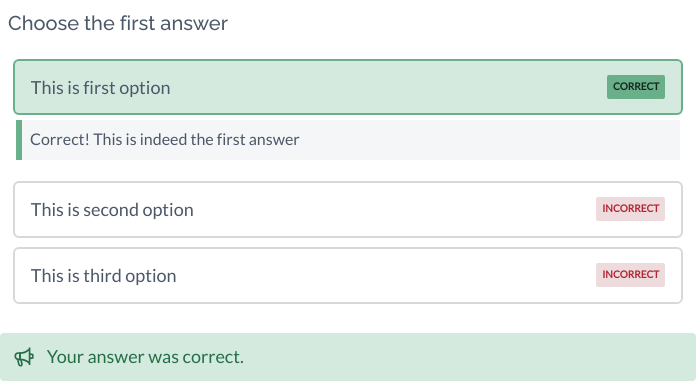 Choose the first answer
This is first option CORRECT
Correct! This is indeed the first answer
This is second option INCORRECT
This is third option INCORRECT
Your answer was correct.